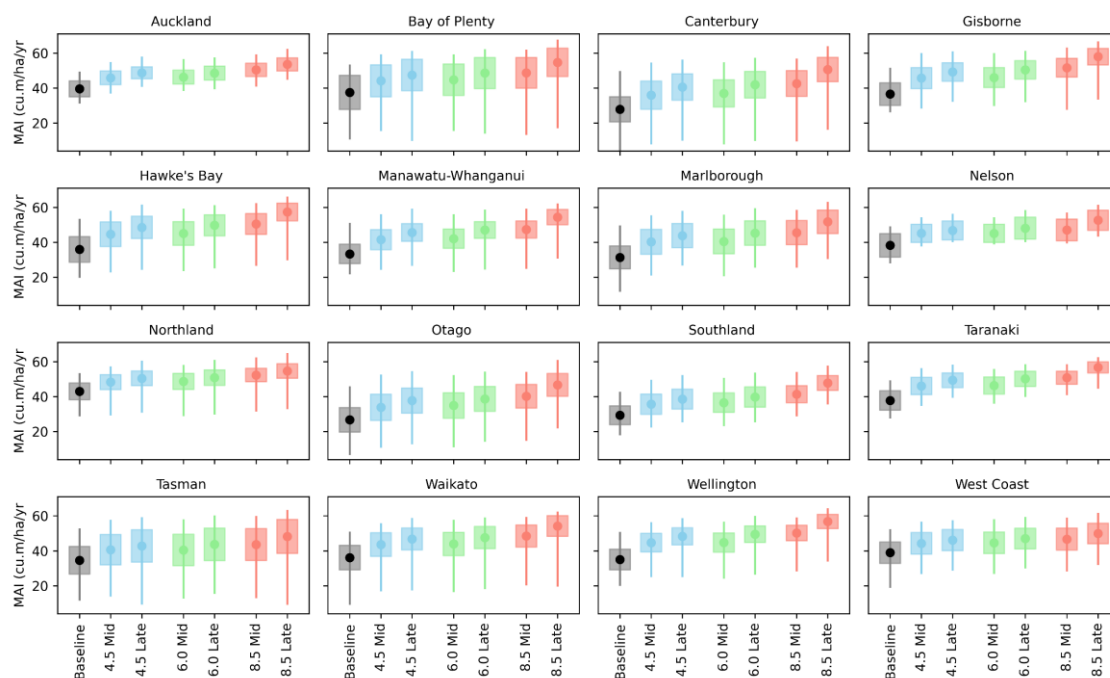 Auckland
Bay of Plenty
Canterbury
Gisborne
MAI (cu.m/ha/yr)
60
40
20
Hawke's Bay
Manawatu-Whanganui
Marlborough
Nelson
MAI (cu.m/ha/yr)
60
40
20
Northland
Otago
Southland
Taranaki
MAI (cu.m/ha/yr)
60
40
20
Tasman
Waikato
Wellington
West Coast
MAI (cu.m/ha/yr)
60
40
20
Baseline
4.5 Mid
4.5 Late
6.0 Mid
6.0 Late
8.5 Mid
8.5 Late
Baseline
4.5 Mid
4.5 Late
6.0 Mid
6.0 Late
8.5 Mid
8.5 Late
Baseline
4.5 Mid
4.5 Late
6.0 Mid
6.0 Late
8.5 Mid
8.5 Late
Baseline
4.5 Mid
4.5 Late
6.0 Mid
6.0 Late
8.5 Mid
8.5 Late